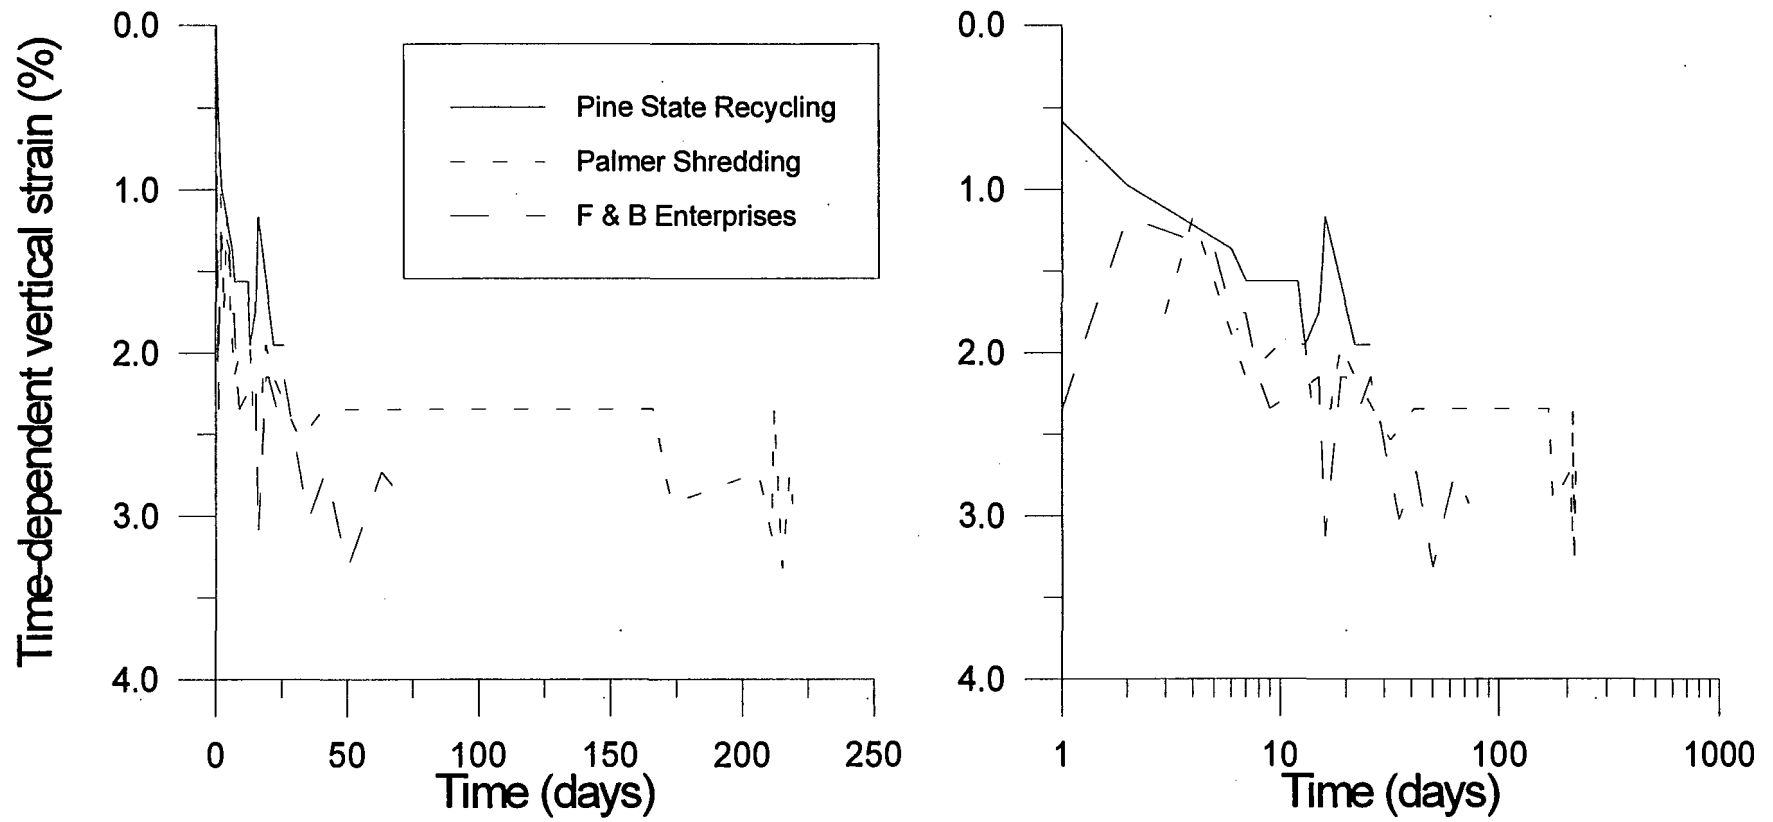 Time-dependent vertical strain (%)
0.0
1.0
2.0
3.0
4.0
Pine State Recycling
Palmer Shredding
F & B Enterprises
0 50 100 150 200 250
Time (days)
0.0
1.0
2.0
3.0
4.0
1 10 100 1000
Time (days)